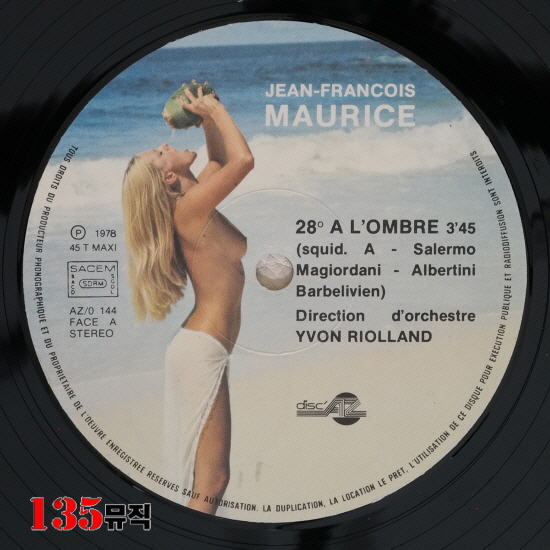 JEAN-FRANCOIS
MAURICE
28° A L'OMBRE 3'45
(squid. A - Salermo
Magiordani - Albertini
Barbelivien)
Direction d'orchestre
YVON RIOLLAND
Ⓟ 1978
45 T MAXI
SACEM
SACD
SDRM
SGDL
AZ/0 144
FACE A
STEREO
disc'AZ
TOUS DROITS DU PRODUCTEUR PHONOGRAPHIQUE ET DU PROPRIETAIRE DE L'OEUVRE ENREGISTREE RESERVES SAUF AUTORISATION. LA DUPLICATION, LA LOCATION LE PRET, L'UTILISATION DE CE DISQUE POUR EXECUTION PUBLIQUE ET RADIODIFFUSION SONT INTERDITS
135뮤직